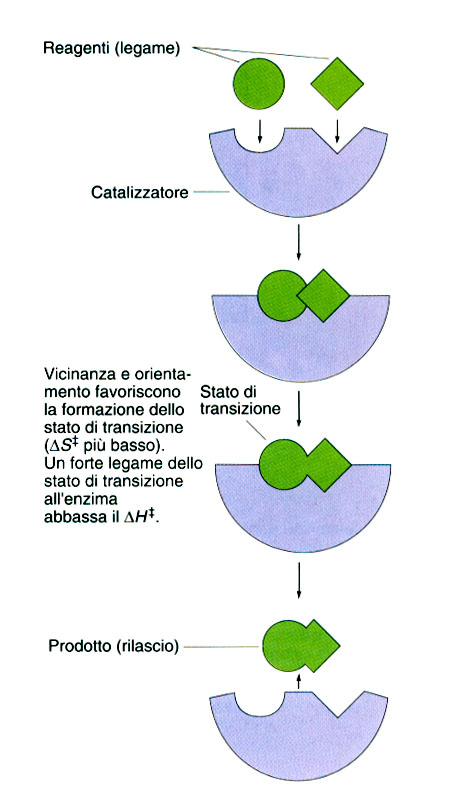 Reagenti (legame)
Catalizzatore
Vicinanza e orienta-
mento favoriscono
la formazione dello
stato di transizione
(ΔS‡ più basso).
Un forte legame dello
stato di transizione
all'enzima
abbassa il ΔH‡.
Stato di
transizione
Prodotto (rilascio)